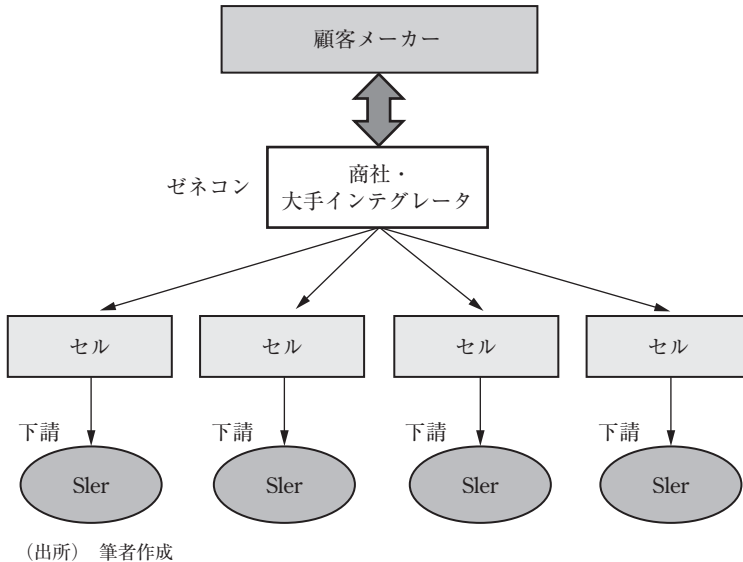 顧客メーカー
ゼネコン
商社・
大手インテグレータ
セル
セル
セル
セル
下請
下請
下請
下請
Sler
Sler
Sler
Sler
（出所） 筆者作成